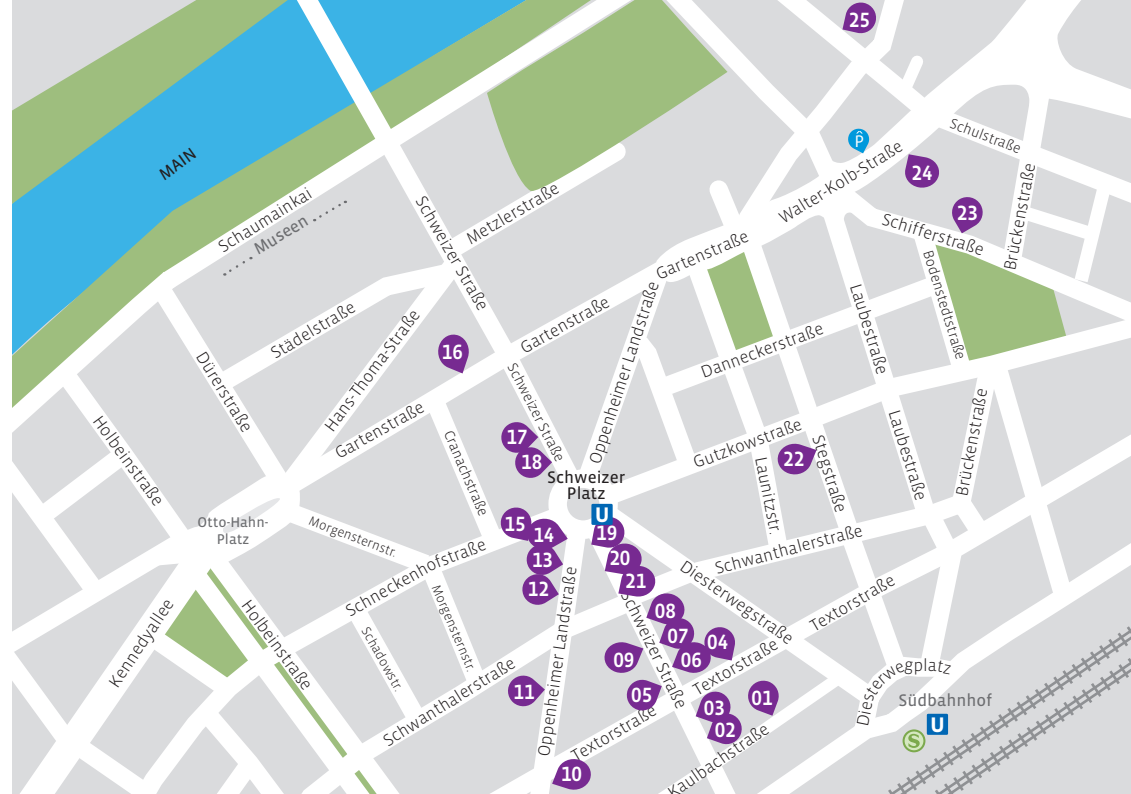 25
MAIN
P
Schulstraße
24
Walter-Kolb-Straße
23
Schifferstraße
Brückenstraße
Schaumainkai
Museen
Schweizer Straße
Metzlerstraße
Gartenstraße
Bodenstedtstraße
Laubestraße
Städelstraße
Hans-Thoma-Straße
Gartenstraße
Oppenheimer Landstraße
Danneckerstraße
16
Dürerstraße
Schweizer Straße
Holbeinstraße
Gartenstraße
Cranachstraße
17
18
Gutzkowstraße
22
Stegstraße
Launitzstr.
Laubestraße
Brückenstraße
Schweizer
Platz
U
Otto-Hahn-
Platz
Morgensternstr.
15
14
19
13
20
12
21
Schwanthalerstraße
Schneckenhofstraße
Morgensternstr.
Diesterwegstraße
Textorstraße
Kennedyallee
Holbeinstraße
Schadowstr.
Oppenheimer Landstraße
Schweizer Straße
08
07
04
06
09
Textorstraße
Schwanthalerstraße
11
05
03
01
02
Diesterwegplatz
Südbahnhof
U
S
Textorstraße
10
Kaulbachstraße